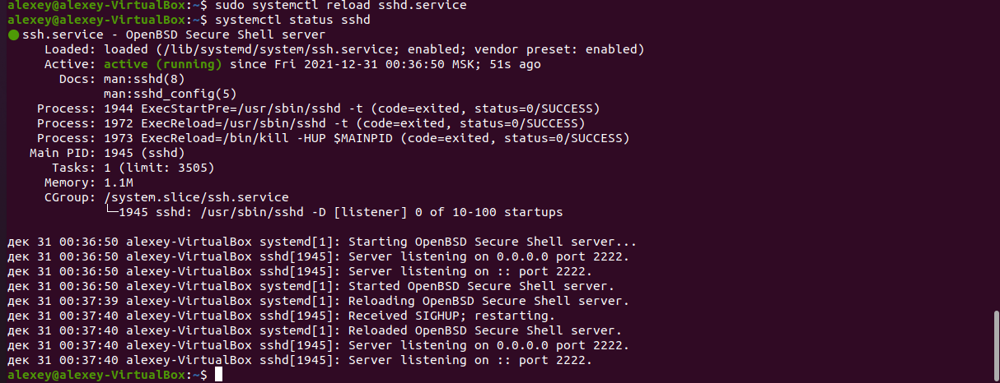 alexey@alexey-VirtualBox:~$ sudo systemctl reload sshd.service
alexey@alexey-VirtualBox:~$ systemctl status sshd
● ssh.service - OpenBSD Secure Shell server
     Loaded: loaded (/lib/systemd/system/ssh.service; enabled; vendor preset: enabled)
     Active: active (running) since Fri 2021-12-31 00:36:50 MSK; 51s ago
       Docs: man:sshd(8)
             man:sshd_config(5)
    Process: 1944 ExecStartPre=/usr/sbin/sshd -t (code=exited, status=0/SUCCESS)
    Process: 1972 ExecReload=/usr/sbin/sshd -t (code=exited, status=0/SUCCESS)
    Process: 1973 ExecReload=/bin/kill -HUP $MAINPID (code=exited, status=0/SUCCESS)
   Main PID: 1945 (sshd)
      Tasks: 1 (limit: 3505)
     Memory: 1.1M
     CGroup: /system.slice/ssh.service
             └─1945 sshd: /usr/sbin/sshd -D [listener] 0 of 10-100 startups

дек 31 00:36:50 alexey-VirtualBox systemd[1]: Starting OpenBSD Secure Shell server...
дек 31 00:36:50 alexey-VirtualBox sshd[1945]: Server listening on 0.0.0.0 port 2222.
дек 31 00:36:50 alexey-VirtualBox sshd[1945]: Server listening on :: port 2222.
дек 31 00:36:50 alexey-VirtualBox systemd[1]: Started OpenBSD Secure Shell server.
дек 31 00:37:39 alexey-VirtualBox systemd[1]: Reloading OpenBSD Secure Shell server.
дек 31 00:37:40 alexey-VirtualBox sshd[1945]: Received SIGHUP; restarting.
дек 31 00:37:40 alexey-VirtualBox systemd[1]: Reloaded OpenBSD Secure Shell server.
дек 31 00:37:40 alexey-VirtualBox sshd[1945]: Server listening on 0.0.0.0 port 2222.
дек 31 00:37:40 alexey-VirtualBox sshd[1945]: Server listening on :: port 2222.
alexey@alexey-VirtualBox:~$